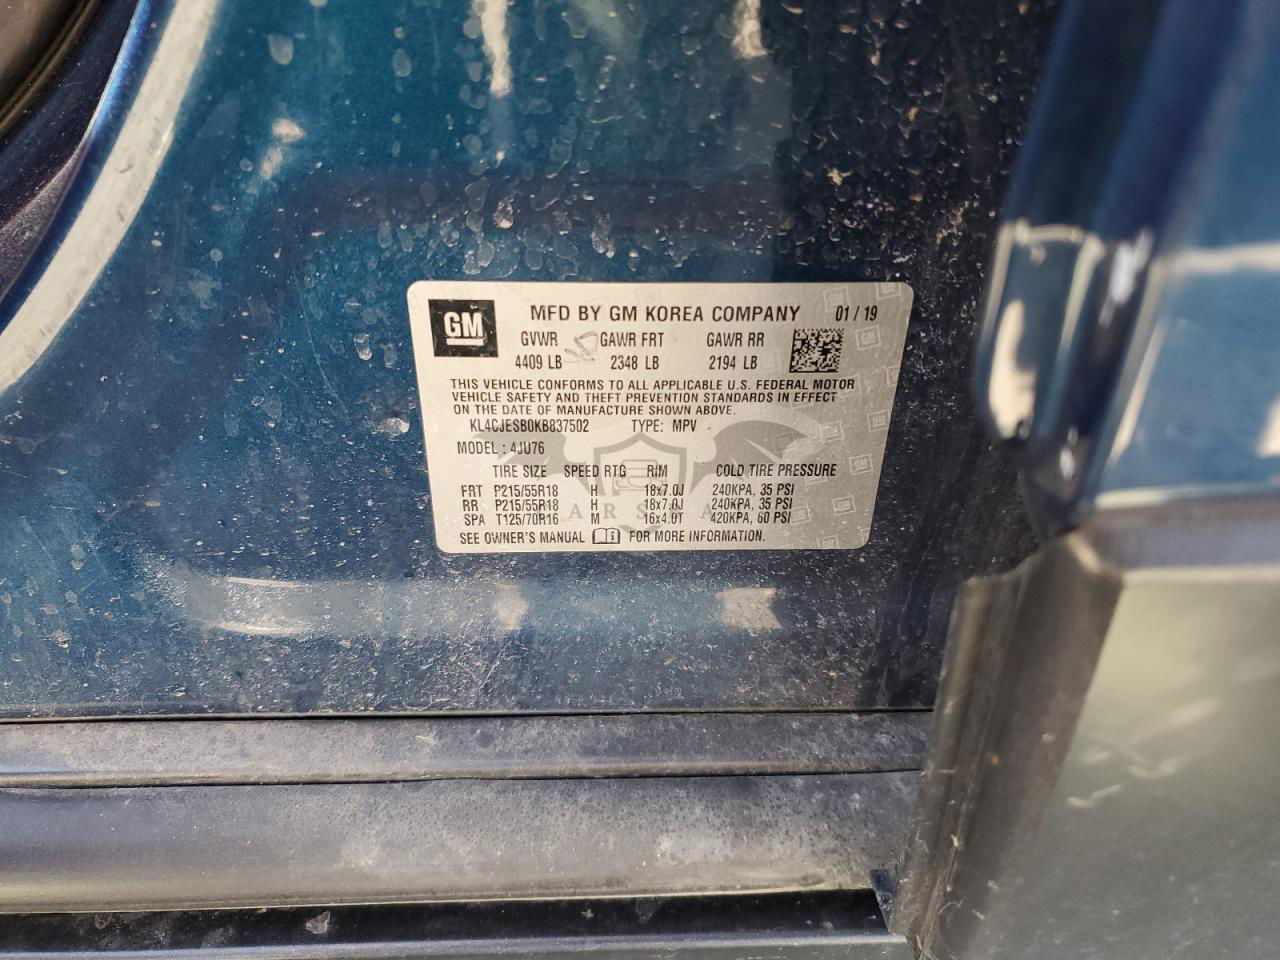 GM MFD BY GM KOREA COMPANY 01 / 19
GVWR GAWR FRT GAWR RR
4409 LB 2348 LB 2194 LB
THIS VEHICLE CONFORMS TO ALL APPLICABLE U.S. FEDERAL MOTOR
VEHICLE SAFETY AND THEFT PREVENTION STANDARDS IN EFFECT
ON THE DATE OF MANUFACTURE SHOWN ABOVE.
KL4CJESB0KB837502 TYPE: MPV
MODEL : 4JU76
TIRE SIZE SPEED RTG RIM COLD TIRE PRESSURE
FRT P215/55R18 H 18x7.0J 240KPA, 35 PSI
RR P215/55R18 H 18x7.0J 240KPA, 35 PSI
SPA T125/70R16 M 16x4.0T 420KPA, 60 PSI
SEE OWNER'S MANUAL FOR MORE INFORMATION.